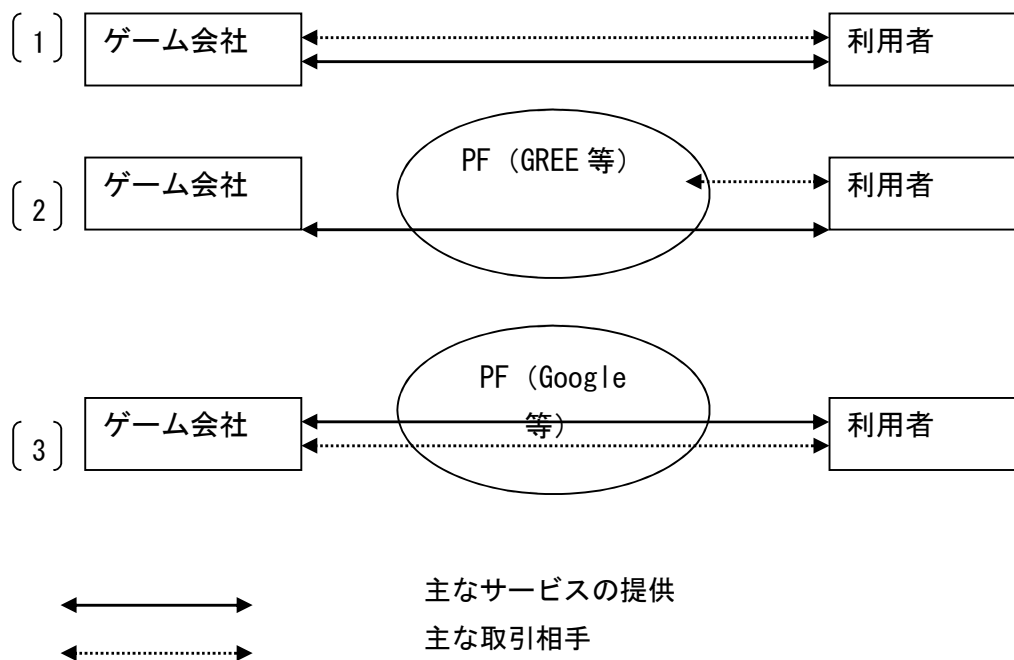 〔1〕 ゲーム会社 利用者
PF（GREE 等）
〔2〕 ゲーム会社 利用者
PF（Google
等）
〔3〕 ゲーム会社 利用者
主なサービスの提供
主な取引相手